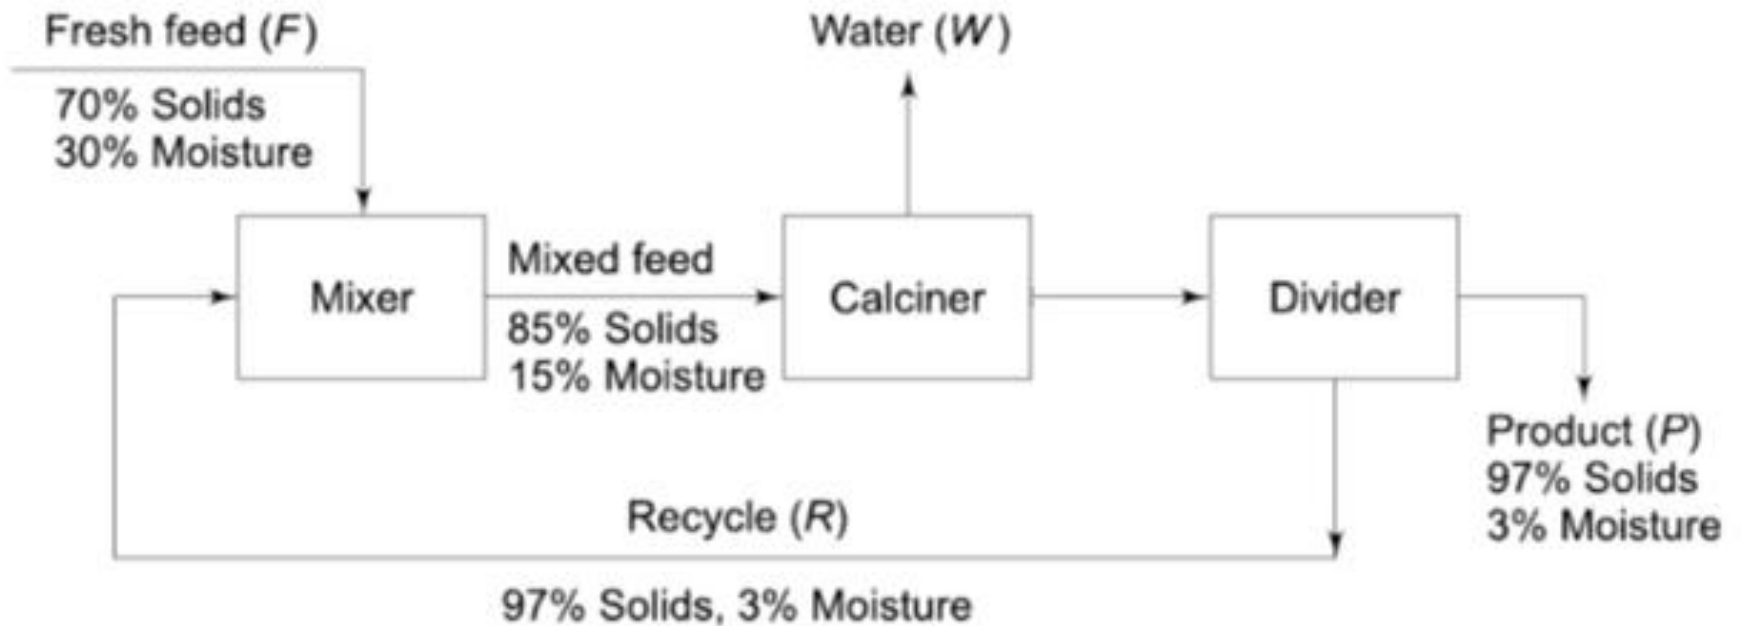 Fresh feed (F)
70% Solids
30% Moisture
Water (W)
Mixer
Mixed feed
85% Solids
15% Moisture
Calciner
Divider
Product (P)
97% Solids
3% Moisture
Recycle (R)
97% Solids, 3% Moisture